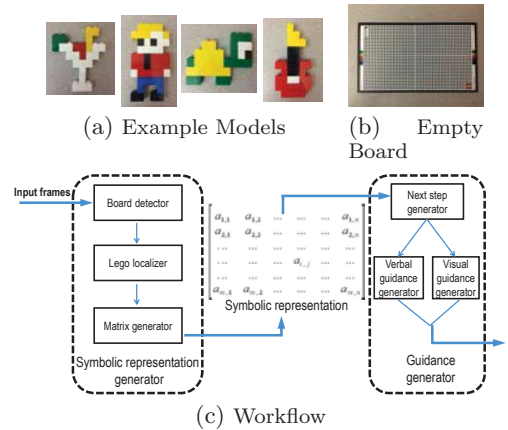 (a) Example Models
(b) Empty
Board
Input frames
Board detector
Lego localizer
Matrix generator
Symbolic representation
generator
a1,1 a1,2 ... ... ... a1,n
a2,1 a2,2 ... ... ... a2,n
... ... ... ... ... ...
... ... ... ai,j ... ...
am,1 am,2 ... ... ... am,n
Symbolic representation
Next step
generator
Verbal
guidance
generator
Visual
guidance
generator
Guidance
generator
(c) Workflow